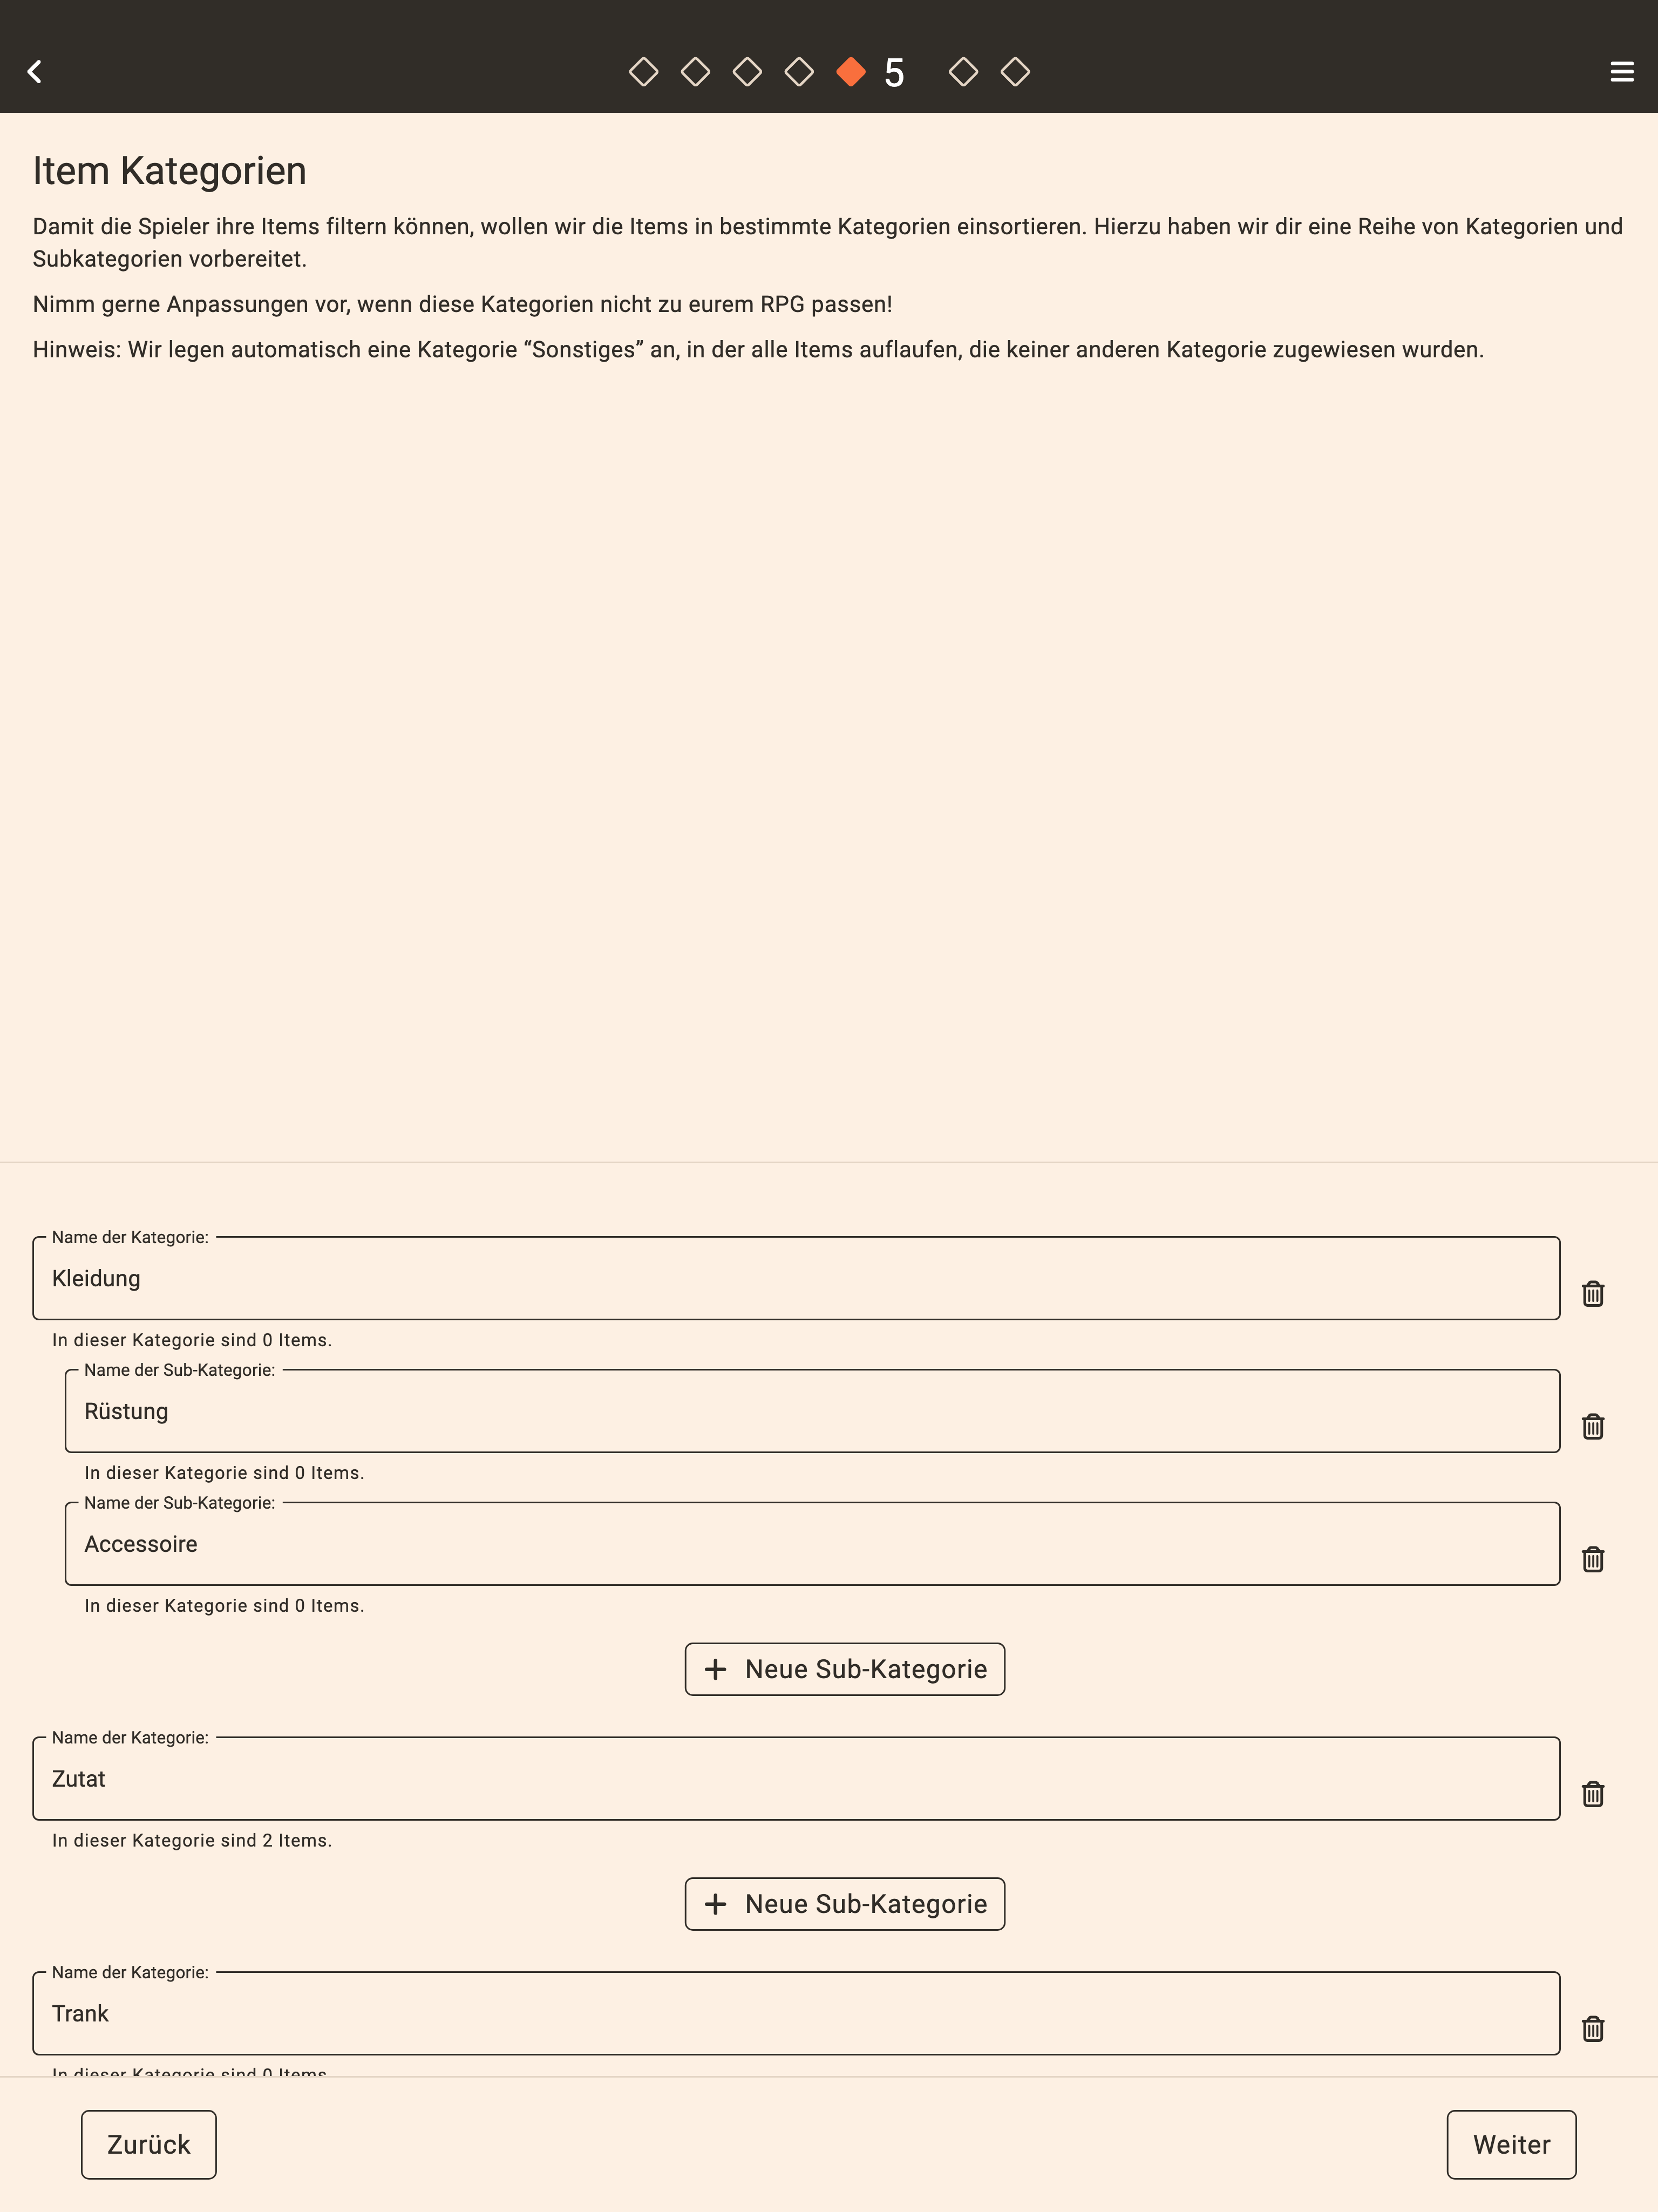 5
Item Kategorien
Damit die Spieler ihre Items filtern können, wollen wir die Items in bestimmte Kategorien einsortieren. Hierzu haben wir dir eine Reihe von Kategorien und
Subkategorien vorbereitet.
Nimm gerne Anpassungen vor, wenn diese Kategorien nicht zu eurem RPG passen!
Hinweis: Wir legen automatisch eine Kategorie “Sonstiges” an, in der alle Items auflaufen, die keiner anderen Kategorie zugewiesen wurden.
Name der Kategorie:
Kleidung
In dieser Kategorie sind 0 Items.
Name der Sub-Kategorie:
Rüstung
In dieser Kategorie sind 0 Items.
Name der Sub-Kategorie:
Accessoire
In dieser Kategorie sind 0 Items.
Neue Sub-Kategorie
Name der Kategorie:
Zutat
In dieser Kategorie sind 2 Items.
Neue Sub-Kategorie
Name der Kategorie:
Trank
In dieser Kategorie sind 0 Items.
Zurück
Weiter